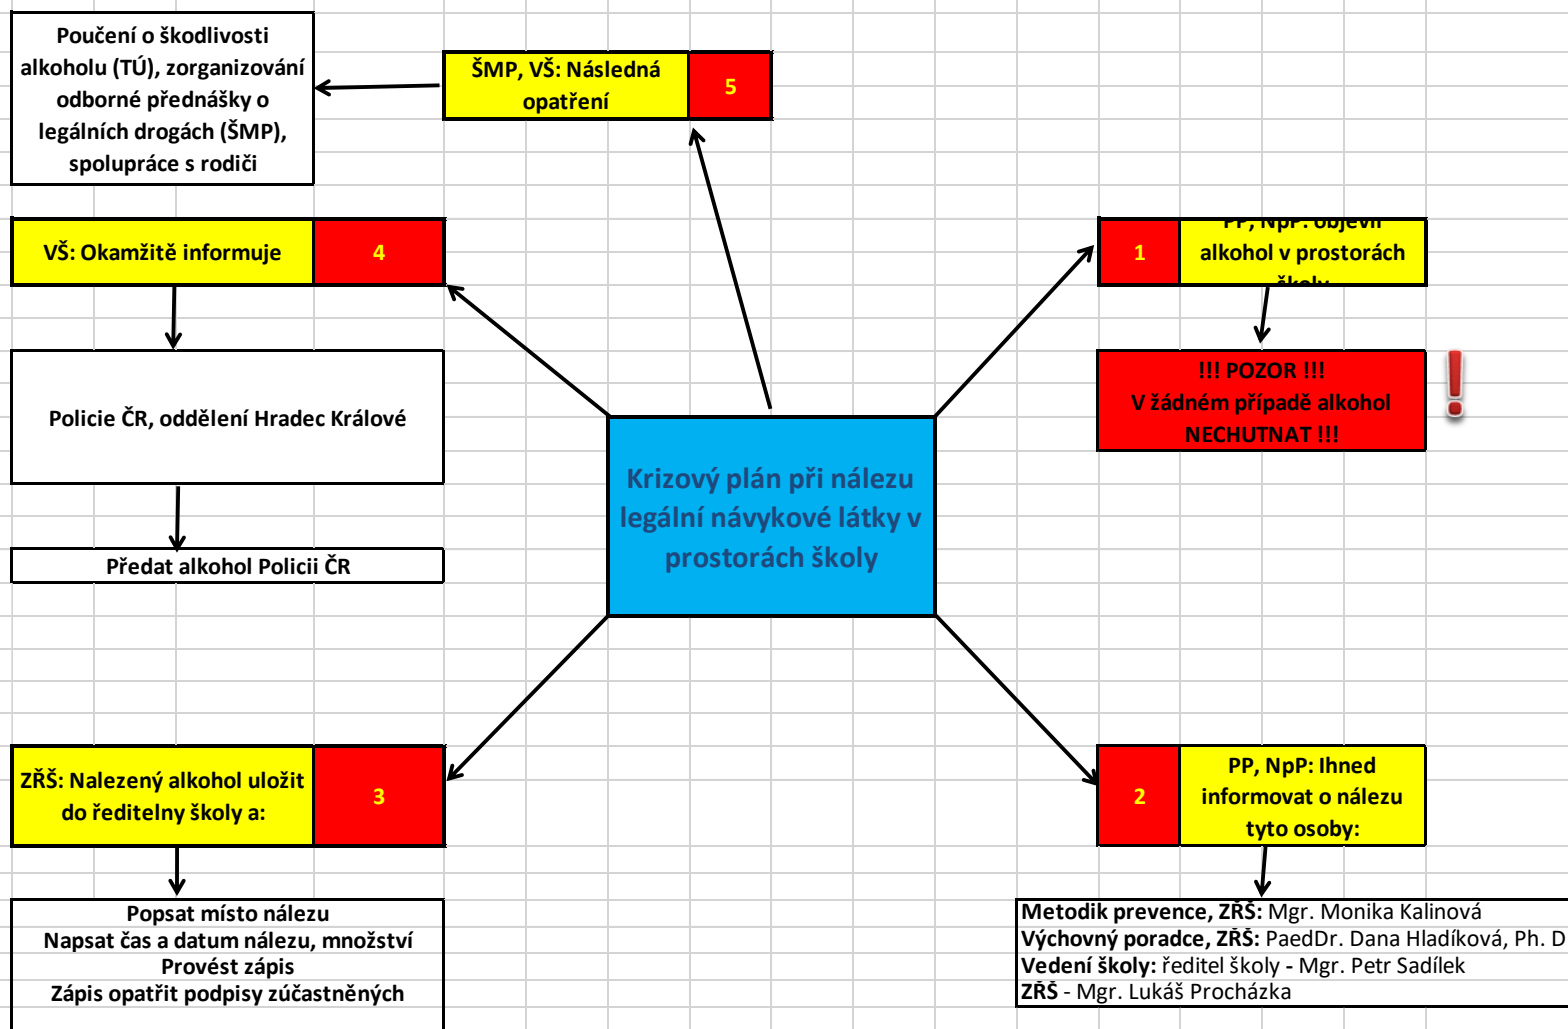 Poučení o škodlivosti
alkoholu (TÚ), zorganizování
odborné přednášky o
legálních drogách (ŠMP),
spolupráce s rodiči
ŠMP, VŠ: Následná
opatření
5
VŠ: Okamžitě informuje
4
1
PP, NpP: objevil
alkohol v prostorách
školy
Policie ČR, oddělení Hradec Králové
!!! POZOR !!!
V žádném případě alkohol
NECHUTNAT !!!
Krizový plán při nálezu
legální návykové látky v
prostorách školy
Předat alkohol Policii ČR
ZŘŠ: Nalezený alkohol uložit
do ředitelny školy a:
3
2
PP, NpP: Ihned
informovat o nálezu
tyto osoby:
Popsat místo nálezu
Napsat čas a datum nálezu, množství
Provést zápis
Zápis opatřit podpisy zúčastněných
Metodik prevence, ZŘŠ: Mgr. Monika Kalinová
Výchovný poradce, ZŘŠ: PaedDr. Dana Hladíková, Ph. D
Vedení školy: ředitel školy - Mgr. Petr Sadílek
ZŘŠ - Mgr. Lukáš Procházka